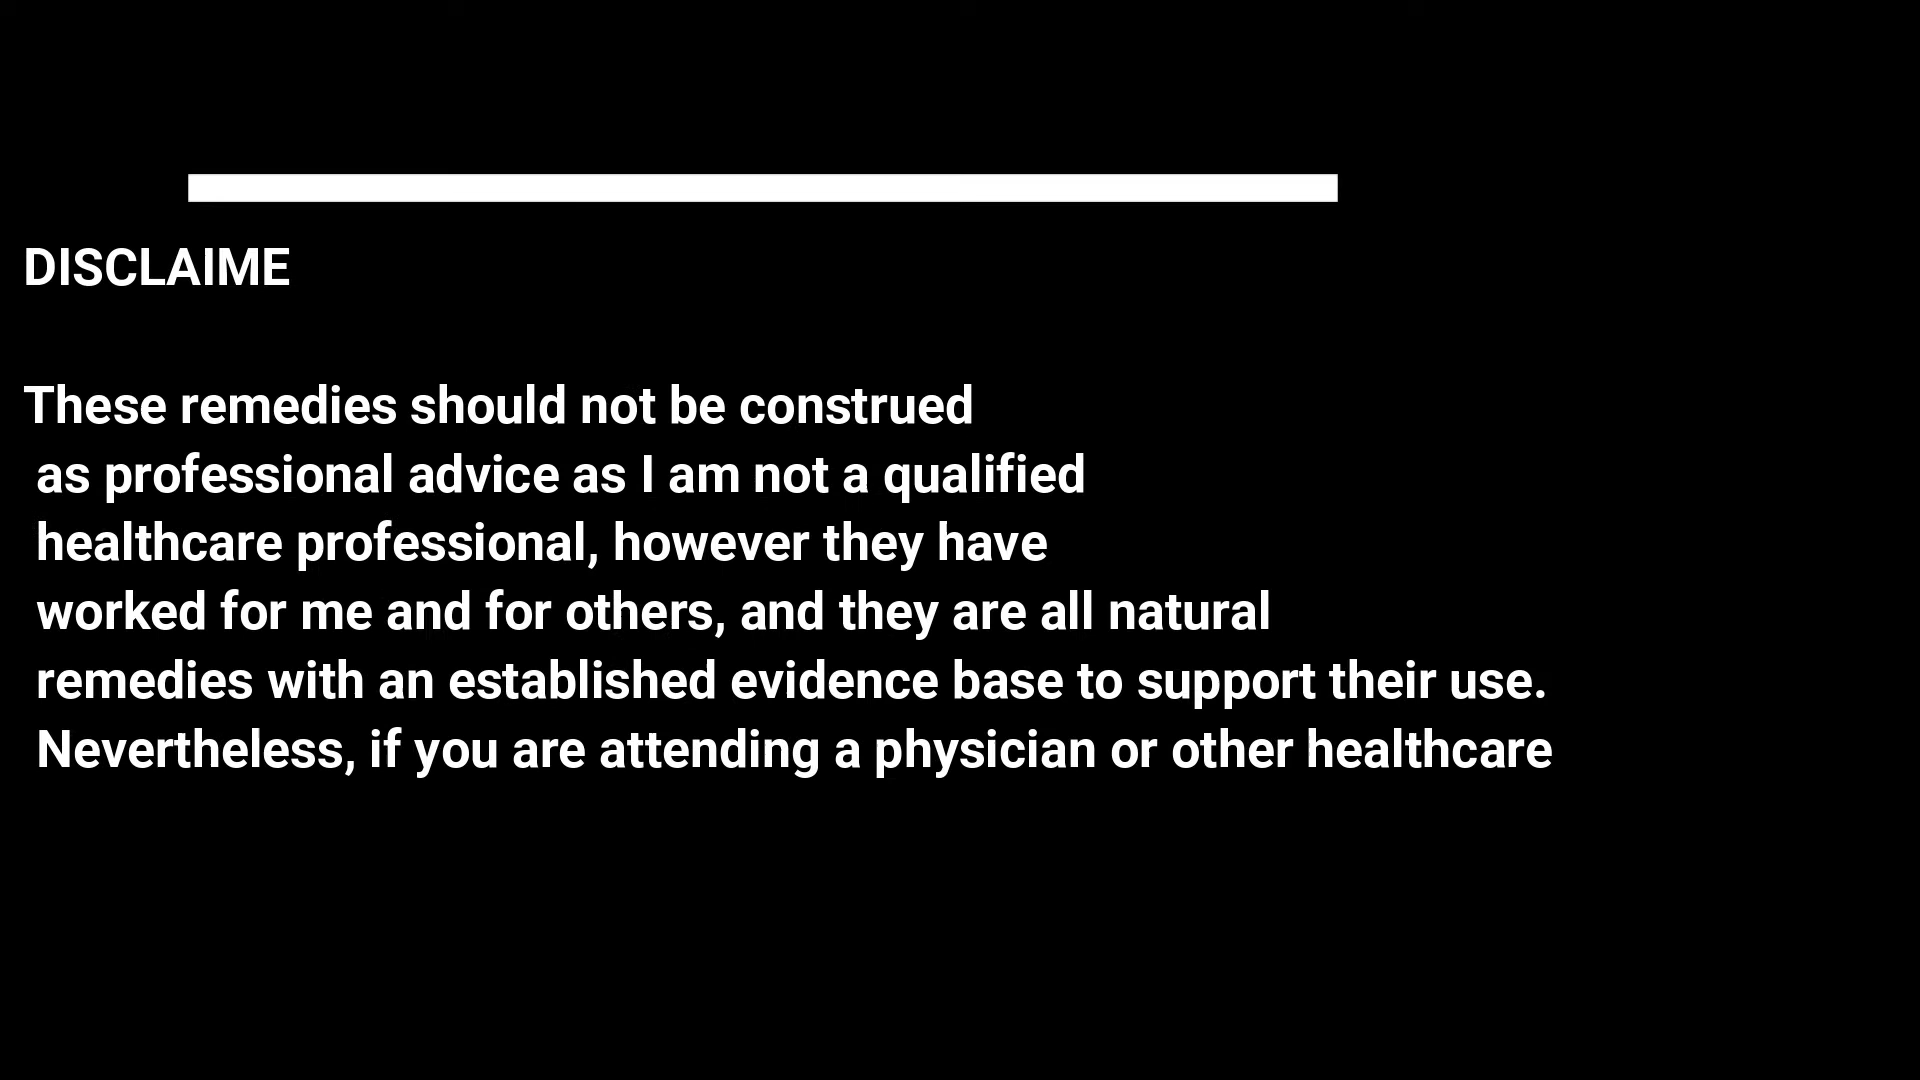 DISCLAIME
These remedies should not be construed
as professional advice as I am not a qualified
healthcare professional, however they have
worked for me and for others, and they are all natural
remedies with an established evidence base to support their use.
Nevertheless, if you are attending a physician or other healthcare